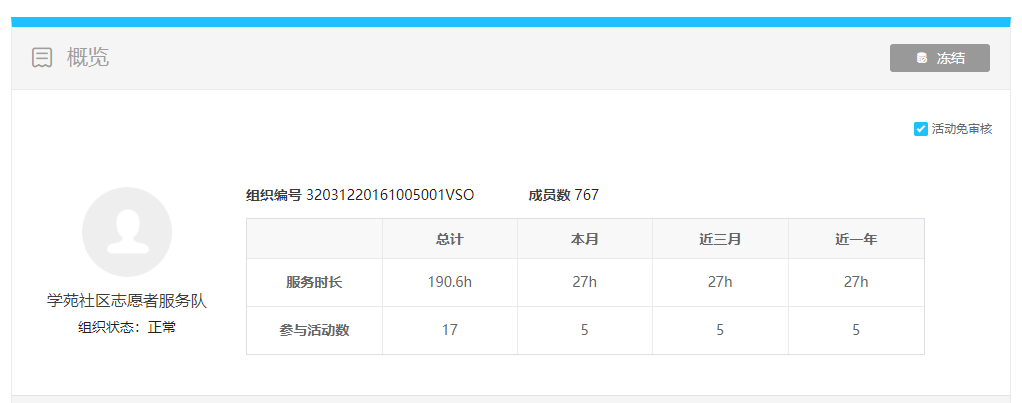 概览
冻结
活动免审核
组织编号 32031220161005001VSO 成员数 767
总计 本月 近三月 近一年
服务时长 190.6h 27h 27h 27h
参与活动数 17 5 5 5
学苑社区志愿者服务队
组织状态：正常